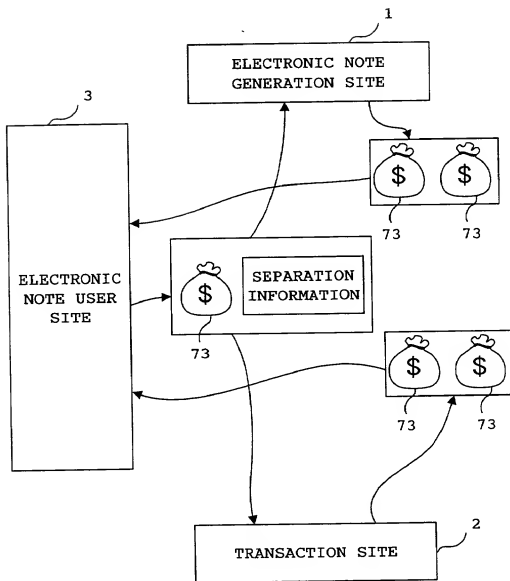 1
ELECTRONIC NOTE
GENERATION SITE
3
$ $
73 73
ELECTRONIC
NOTE USER
SITE
$
SEPARATION
INFORMATION
73
$ $
73 73
2
TRANSACTION SITE